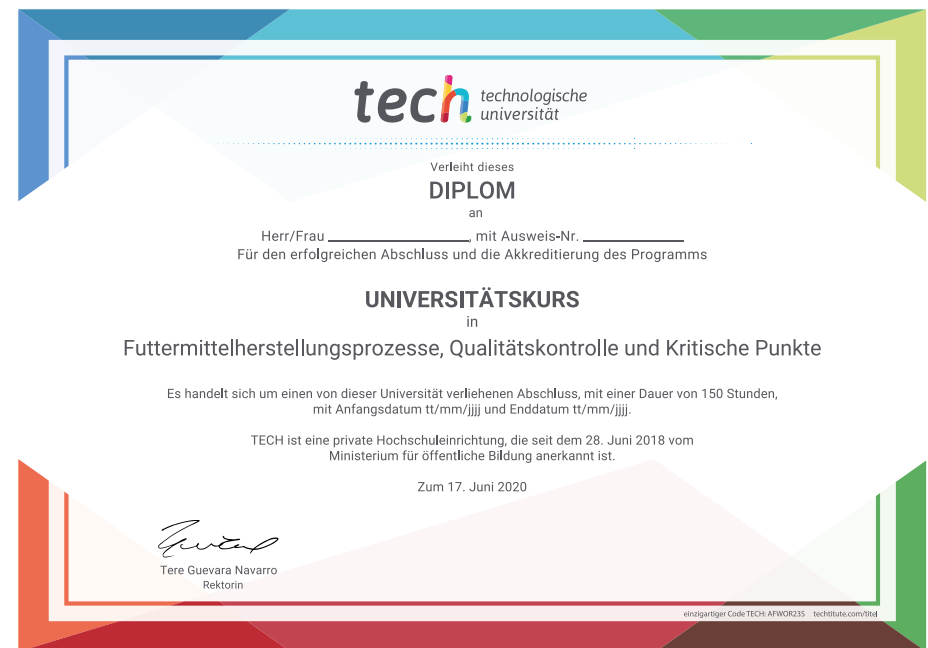 tech technologische
universität
Verleiht dieses
DIPLOM
an
Herr/Frau , mit Ausweis-Nr.
Für den erfolgreichen Abschluss und die Akkreditierung des Programms
UNIVERSITÄTSKURS
in
Futtermittelherstellungsprozesse, Qualitätskontrolle und Kritische Punkte
Es handelt sich um einen von dieser Universität verliehenen Abschluss, mit einer Dauer von 150 Stunden,
mit Anfangsdatum tt/mm/jjjj und Enddatum tt/mm/jjjj.
TECH ist eine private Hochschuleinrichtung, die seit dem 28. Juni 2018 vom
Ministerium für öffentliche Bildung anerkannt ist.
Zum 17. Juni 2020
Tere Guevara Navarro
Rektorin
einzigartiger Code TECH: AFWOR23S techtitute.com/titel